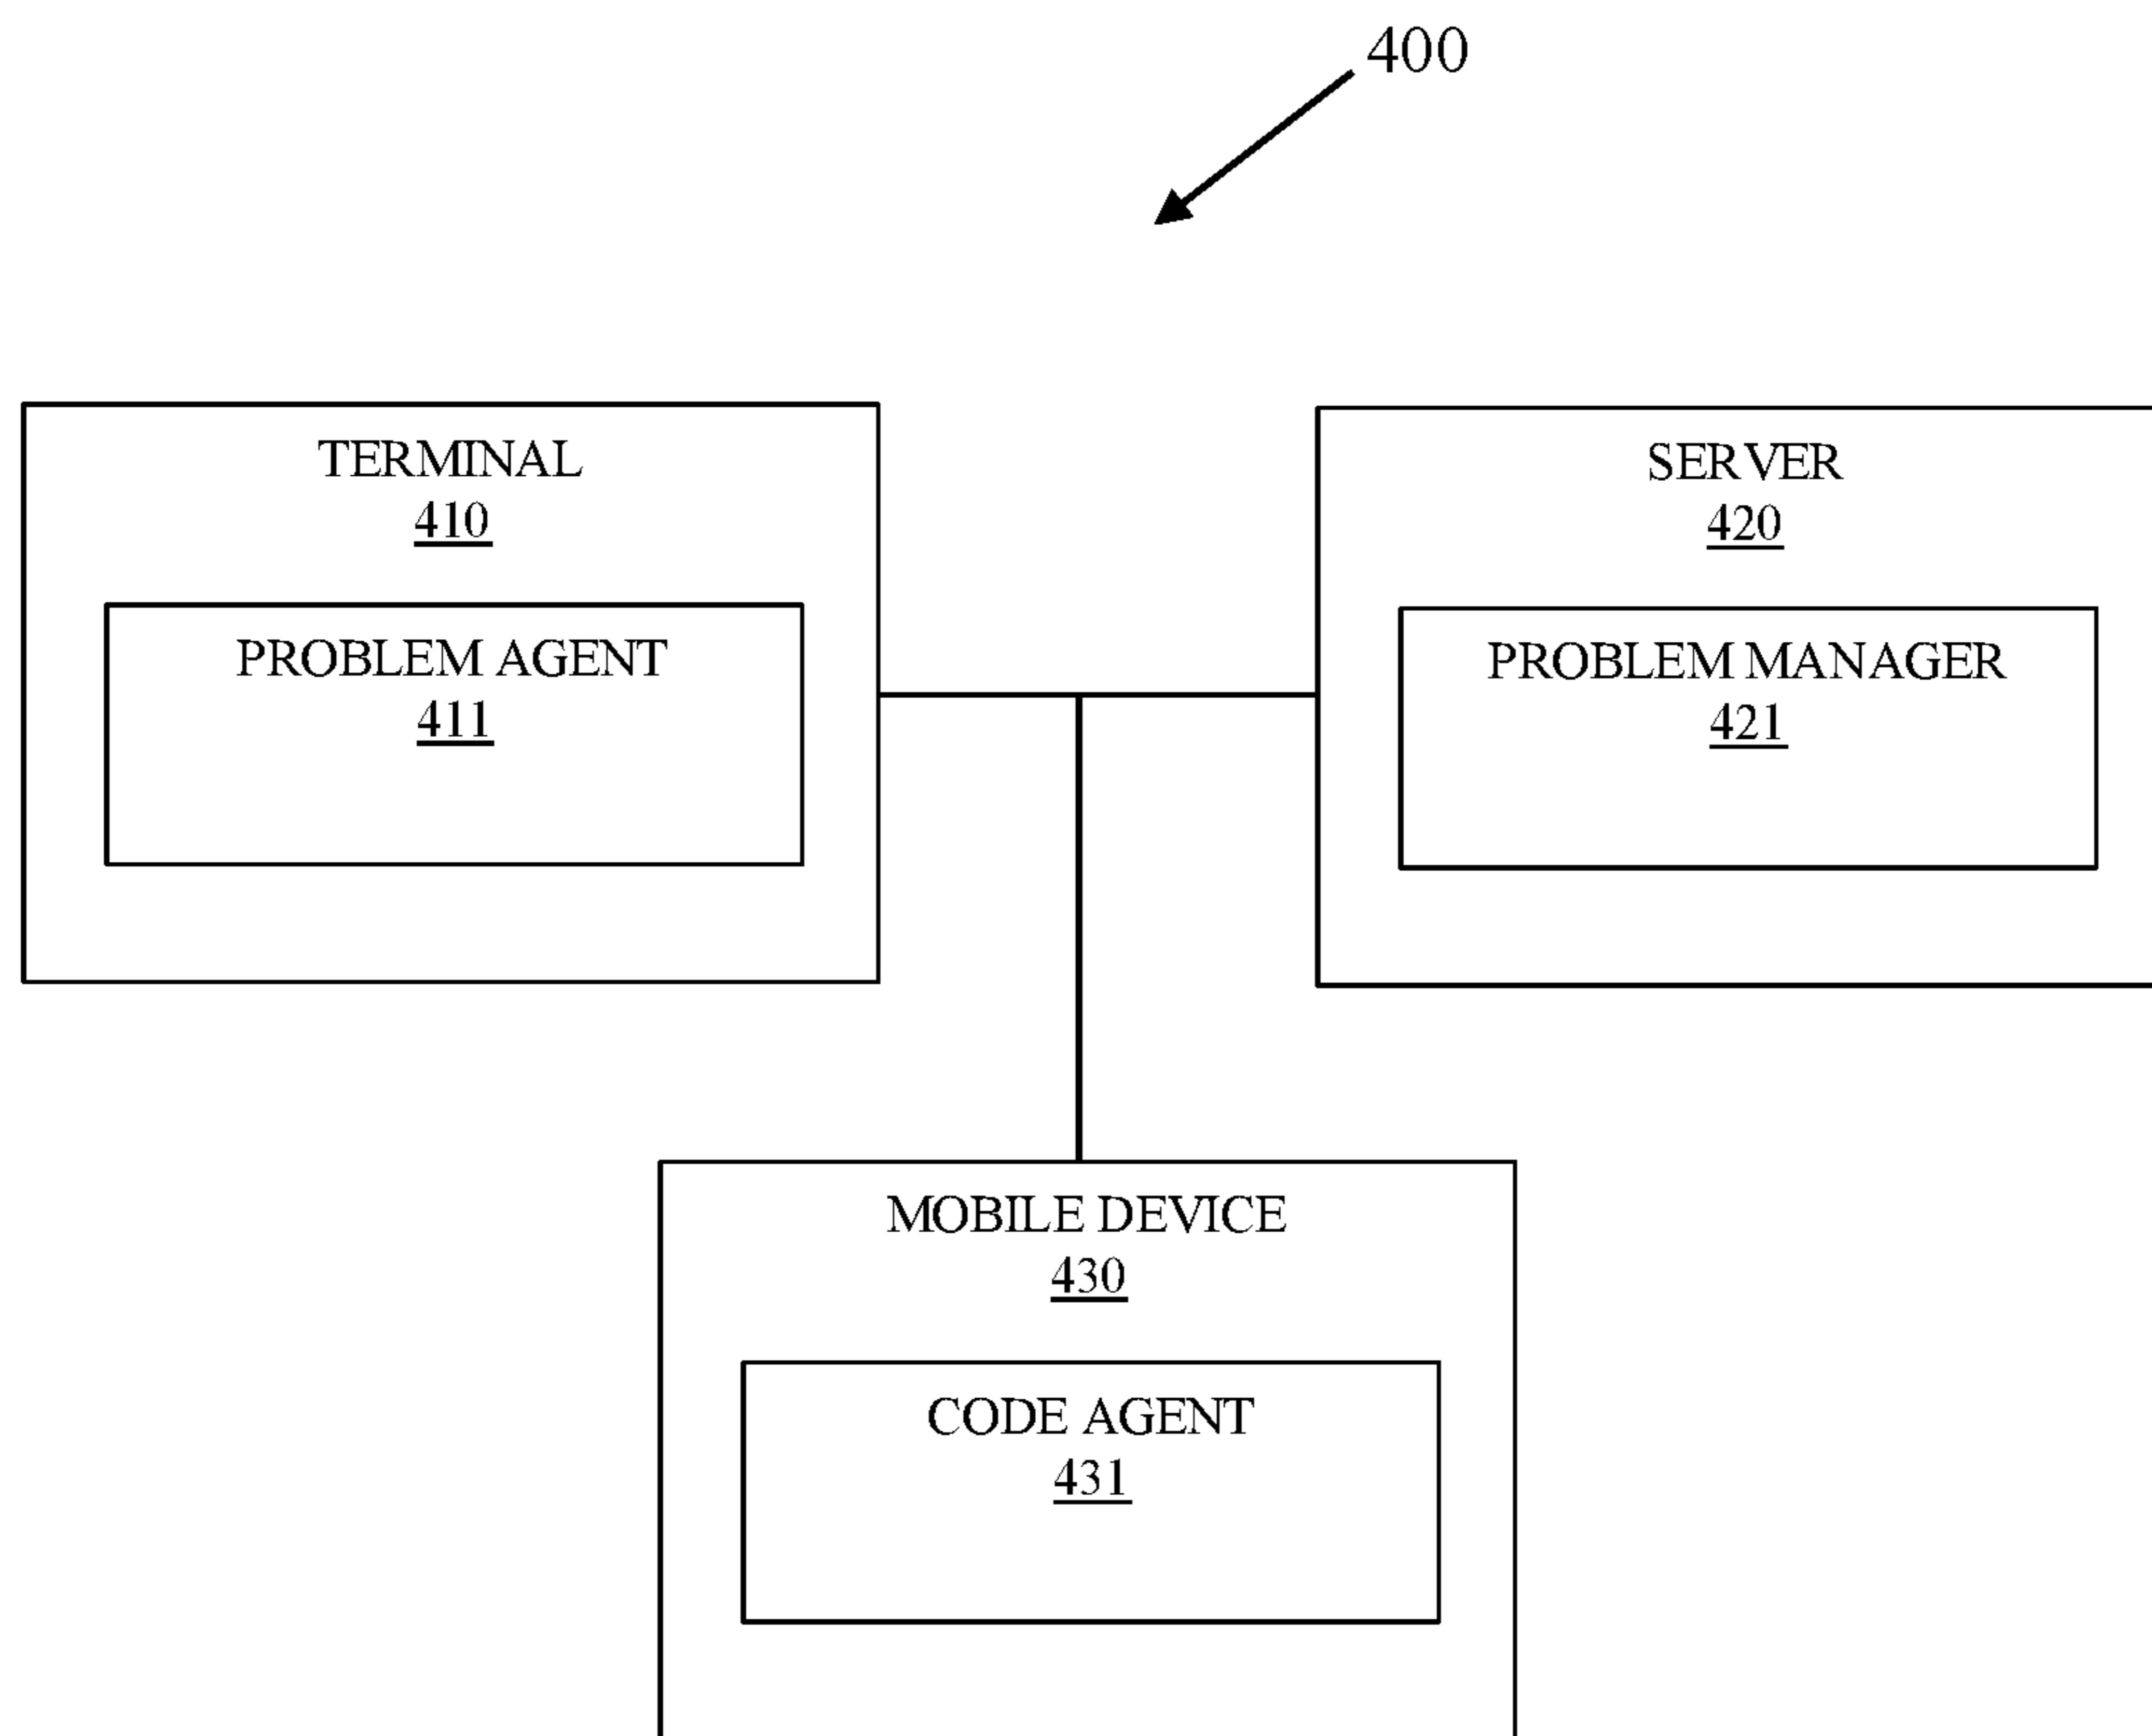 400
TERMINAL
410
PROBLEM AGENT
411
SERVER
420
PROBLEM MANAGER
421
MOBILE DEVICE
430
CODE AGENT
431